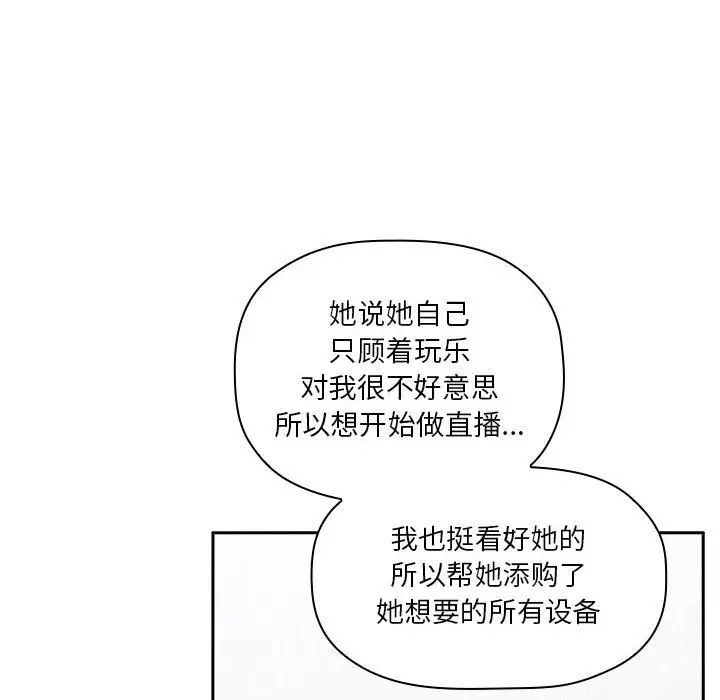 她说她自己
只顾着玩乐
对我很不好意思
所以想开始做直播...
我也挺看好她的
所以帮她添购了
她想要的所有设备